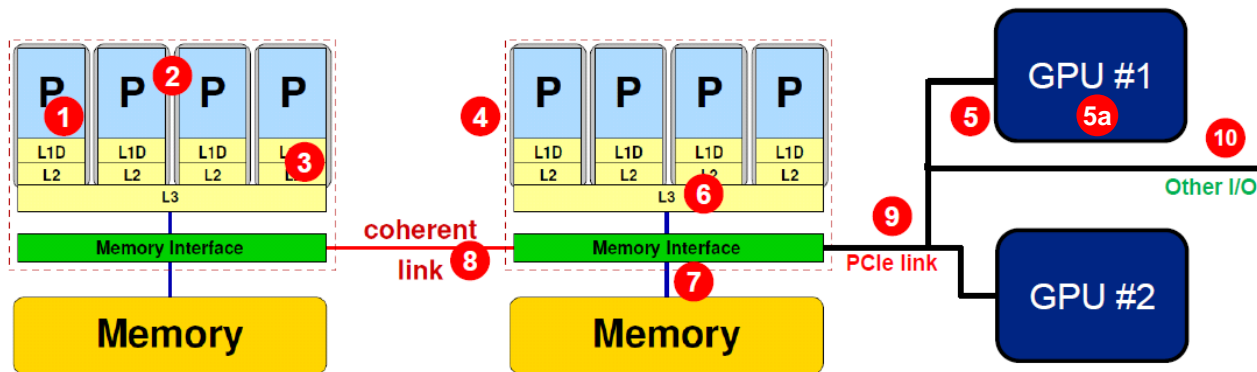 P P P P
1
2
L1D L1D L1D L1D
3
L2 L2 L2
L3
Memory Interface
Memory
coherent
link
8
4
P P P P
L1D L1D L1D L1D
L2 L2 L2 L2
L3
6
Memory Interface
7
Memory
9
PCIe link
5
GPU #1
5a
10
Other I/O
GPU #2